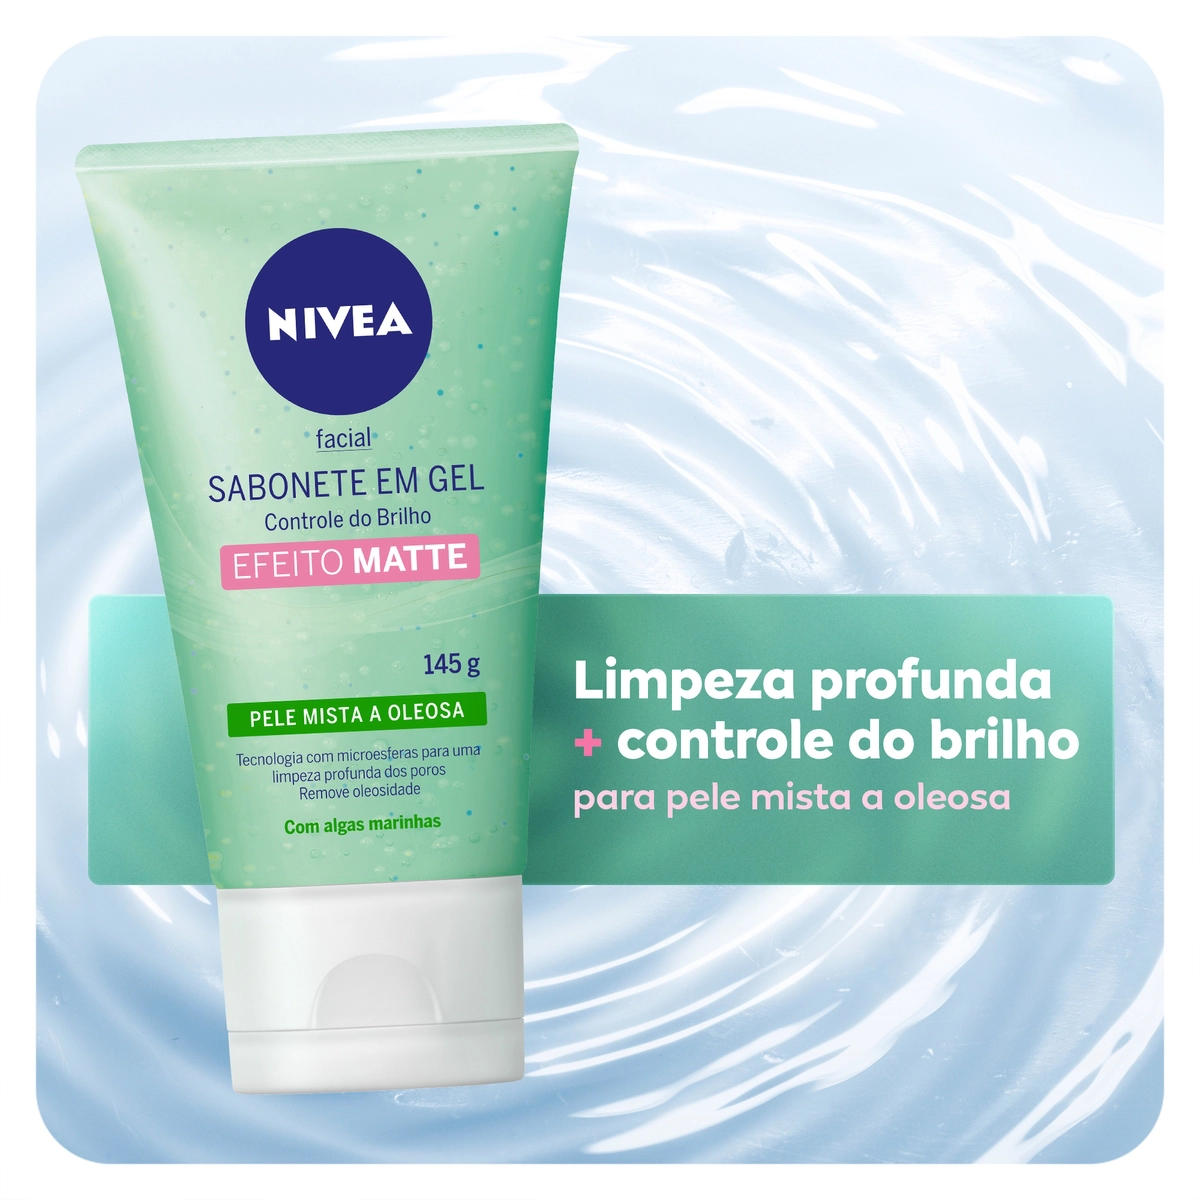 NIVEA
facial
SABONETE EM GEL
Controle do Brilho
EFEITO MATTE
145 g
PELE MISTA A OLEOSA
Tecnologia com microesferas para uma
limpeza profunda dos poros
Remove oleosidade
Com algas marinhas
Limpeza profunda
+ controle do brilho
para pele mista a oleosa